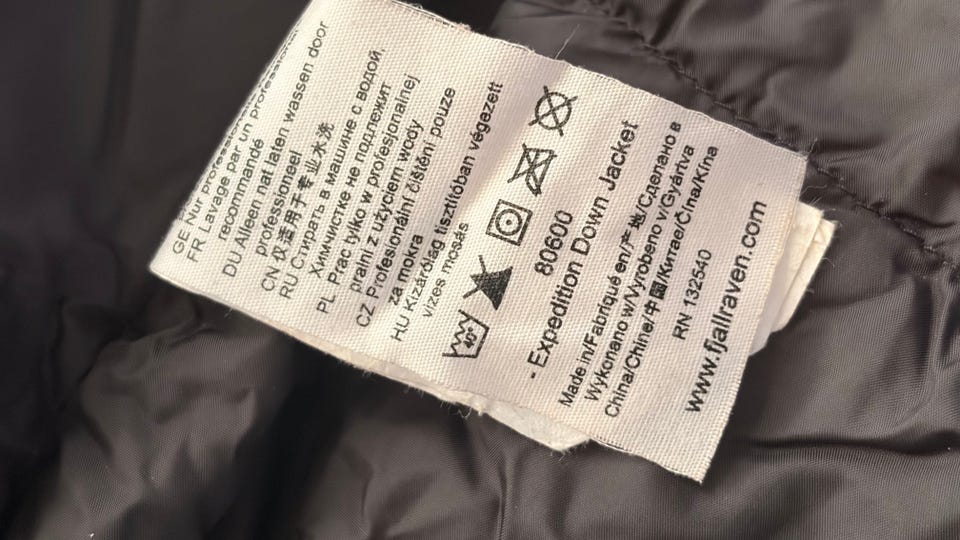 GE Nur professionel
FR Lavage par un professionnel
recommandé
DU Alleen nat laten wassen door
professioneel
CN 仅适用于专业水洗
RU Стирать в машине с водой,
Химчистке не подлежит
PL Prac tylko w profesjonalnej
pralni z użyciem wody
CZ Profesionální čištění pouze
za mokra
HU Kizárólag tisztítóban végezett
vizes mosás
40°
80600
- Expedition Down Jacket
Made in/Fabriqué en/产地/Сделано в
Wykonano w/Vyrobeno v/Gyártva
China/Chine/中国/Китае/Čína/Kína
RN 132540
www.fjallraven.com